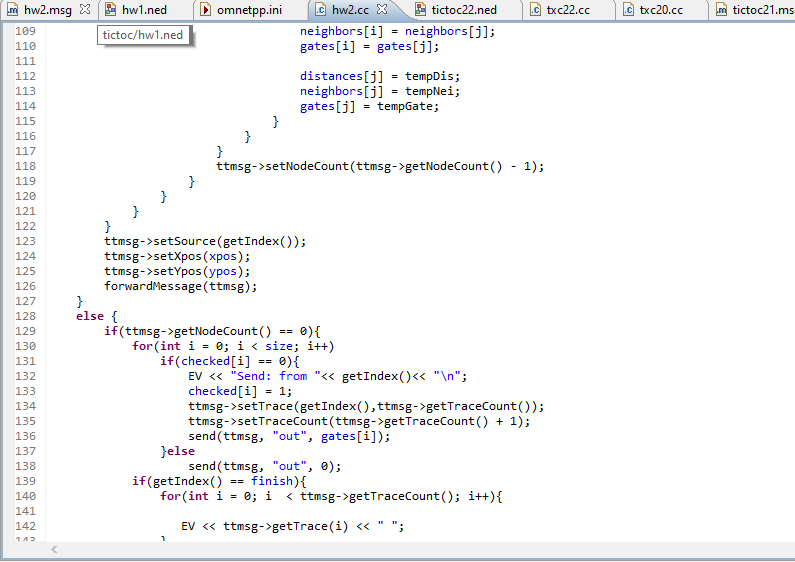 hw2.msg hw1.ned omnetpp.ini hw2.cc tictoc22.ned txc22.cc txc20.cc tictoc21.ms
tictoc/hw1.ned
109 neighbors[i] = neighbors[j];
110 gates[i] = gates[j];
111
112 distances[j] = tempDis;
113 neighbors[j] = tempNei;
114 gates[j] = tempGate;
115 }
116 }
117 }
118 ttmsg->setNodeCount(ttmsg->getNodeCount() - 1);
119 }
120 }
121 }
122 }
123 ttmsg->setSource(getIndex());
124 ttmsg->setXpos(xpos);
125 ttmsg->setYpos(ypos);
126 forwardMessage(ttmsg);
127 }
128 else {
129 if(ttmsg->getNodeCount() == 0){
130 for(int i = 0; i < size; i++)
131 if(checked[i] == 0){
132 EV << "Send: from "<< getIndex()<< "\n";
133 checked[i] = 1;
134 ttmsg->setTrace(getIndex(),ttmsg->getTraceCount());
135 ttmsg->setTraceCount(ttmsg->getTraceCount() + 1);
136 send(ttmsg, "out", gates[i]);
137 }else
138 send(ttmsg, "out", 0);
139 if(getIndex() == finish){
140 for(int i = 0; i  < ttmsg->getTraceCount(); i++){
141
142 EV << ttmsg->getTrace(i) << " ";
143 }